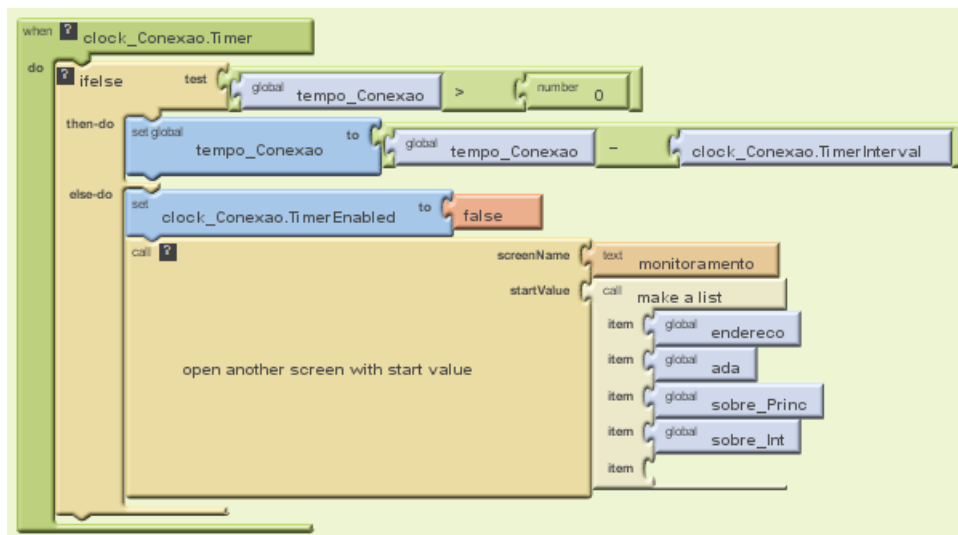 when ? clock_Conexao.Timer
do ? ifelse test global tempo_Conexao > number 0
then-do set global tempo_Conexao to global tempo_Conexao - clock_Conexao.TimerInterval
else-do set clock_Conexao.TimerEnabled to false
call ? open another screen with start value screenName text monitoramento
startValue call make a list
item global endereco
item global ada
item global sobre_Princ
item global sobre_Int
item